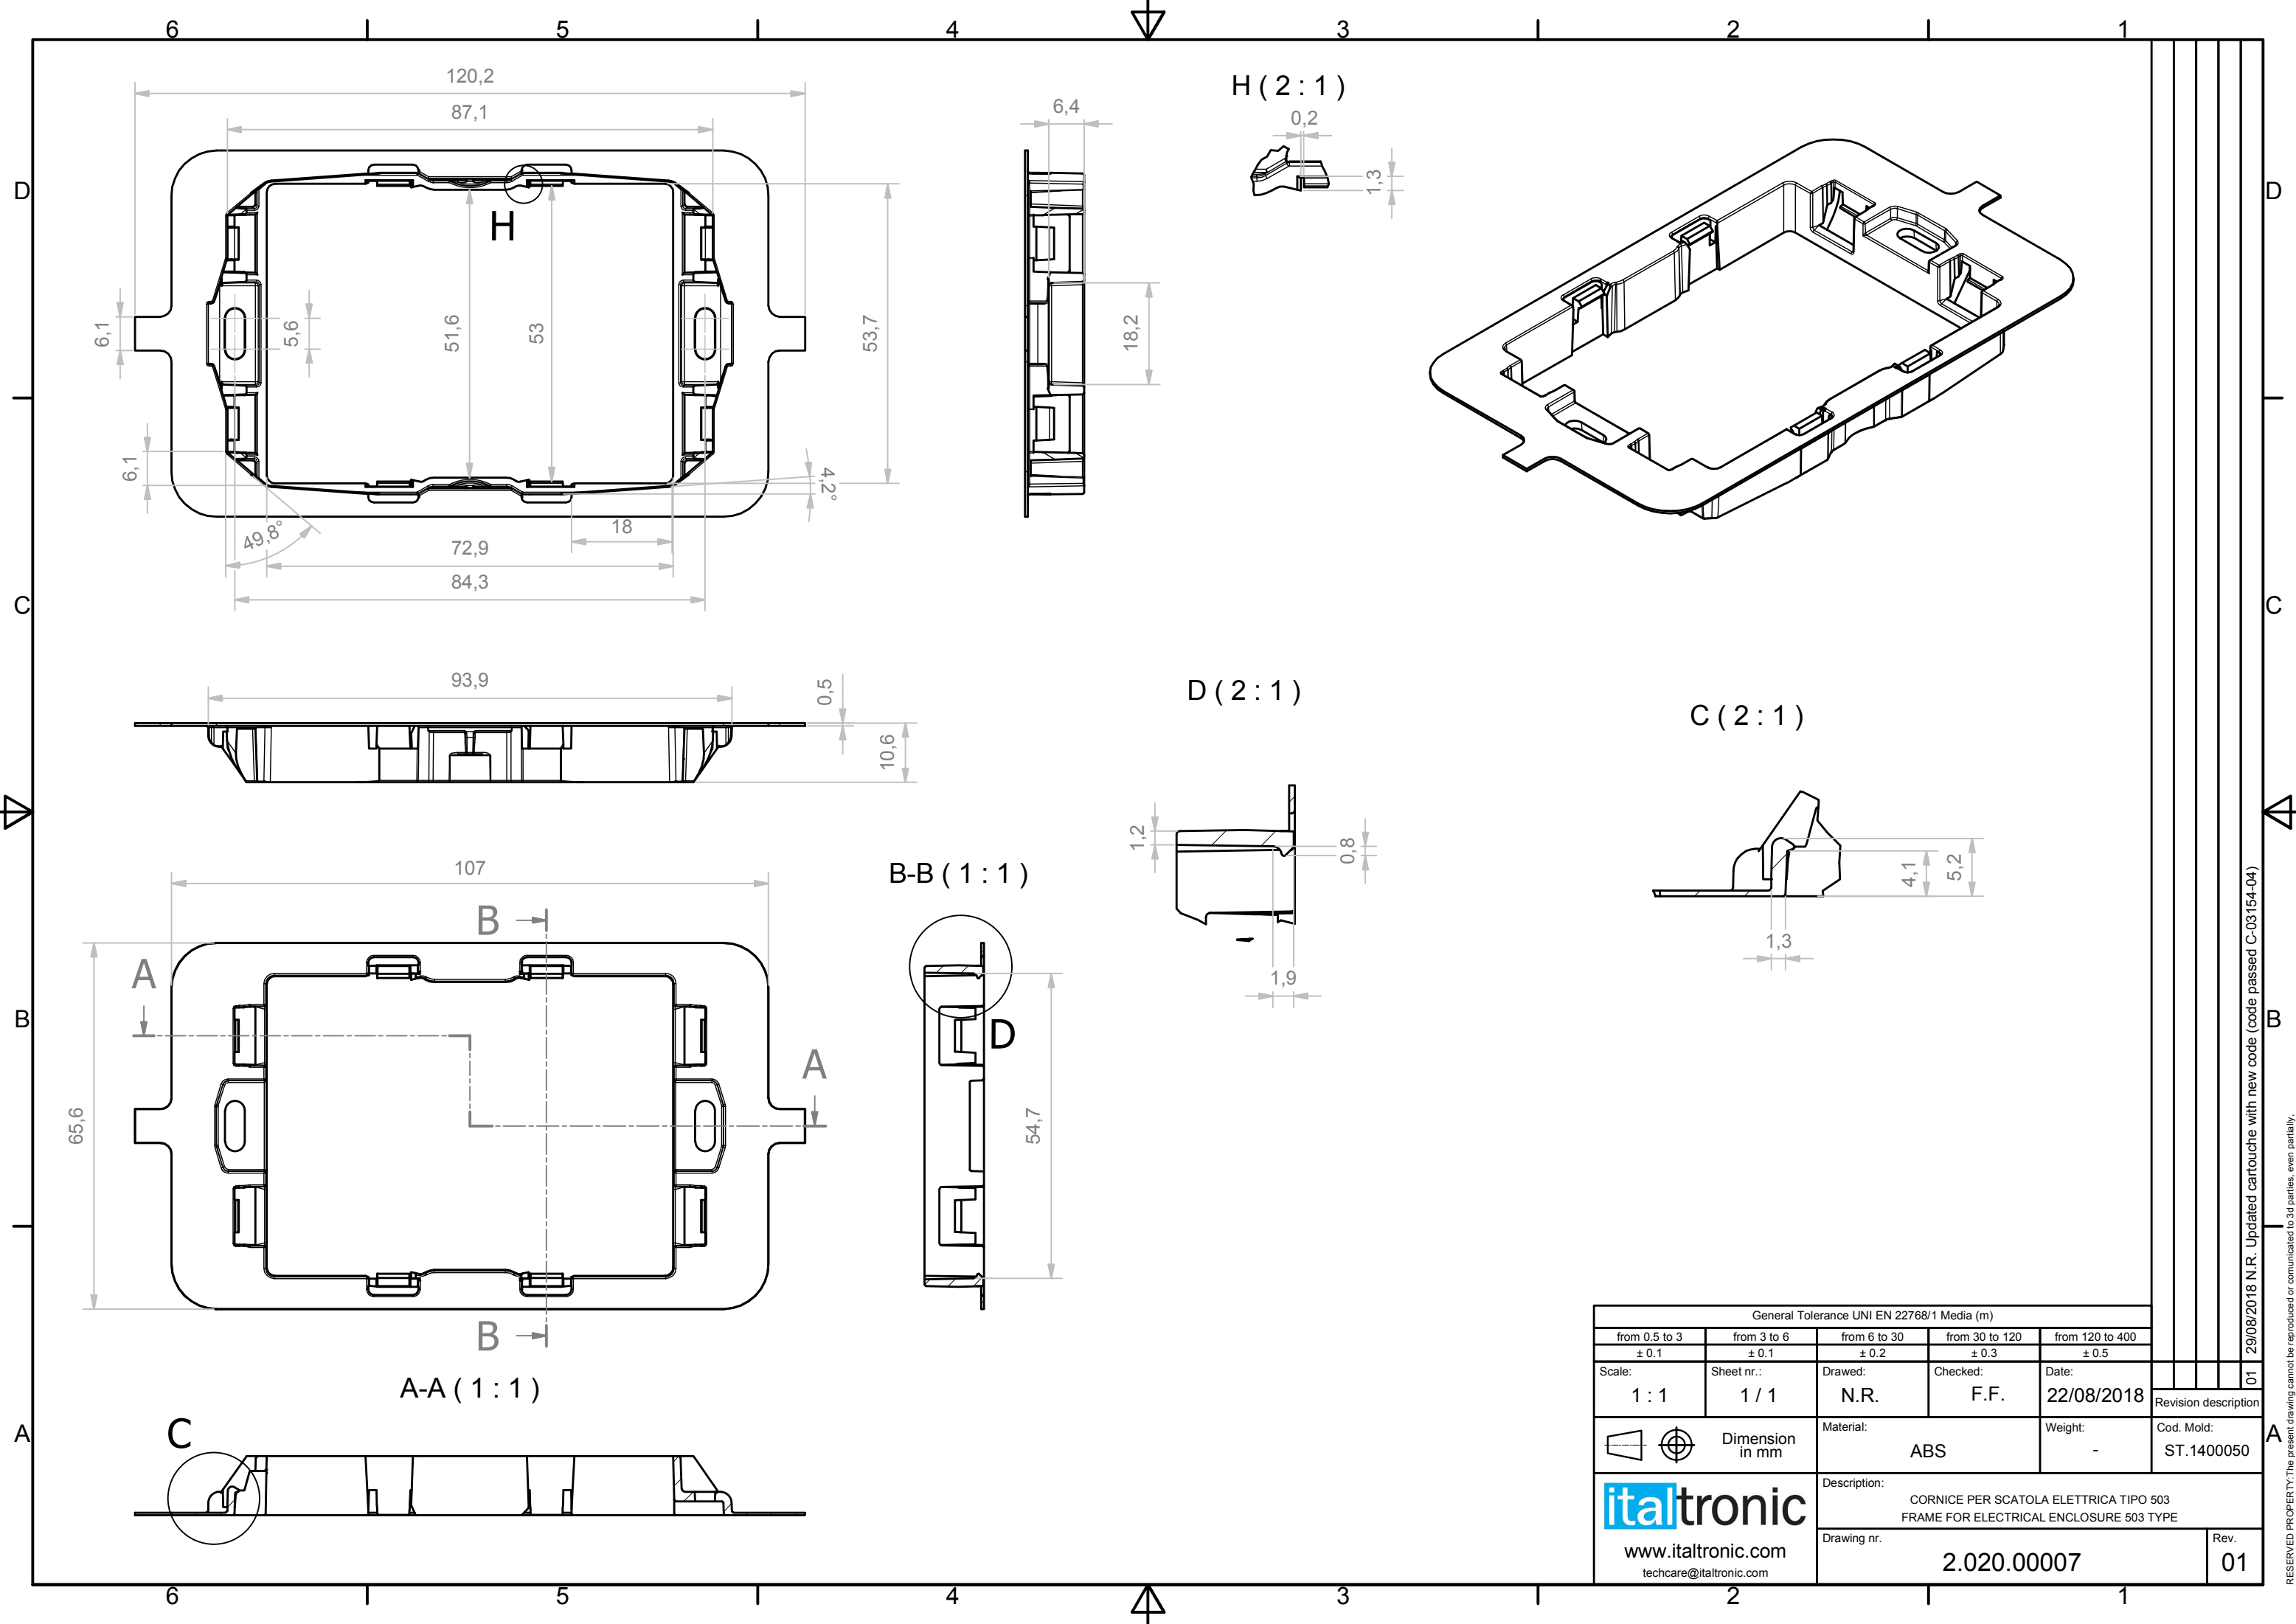 6 5 4 3 2 1
D
D
C
C
B
B
A
A
120,2
87,1
H
51,6
53
53,7
6,1
5,6
6,1
49,8°
4,2°
18
72,9
84,3
6,4
18,2
H ( 2 : 1 )
0,2
1,3
93,9
0,5
10,6
D ( 2 : 1 )
1,2
0,8
1,9
C ( 2 : 1 )
4,1
5,2
1,3
107
65,6
A
A
B
B
B-B ( 1 : 1 )
D
54,7
A-A ( 1 : 1 )
C
General Tolerance UNI EN 22768/1 Media (m)
from 0.5 to 3 from 3 to 6 from 6 to 30 from 30 to 120 from 120 to 400
± 0.1 ± 0.1 ± 0.2 ± 0.3 ± 0.5
Scale: Sheet nr.: Drawed: Checked: Date:
1 : 1 1 / 1 N.R. F.F. 22/08/2018
Revision description
Dimension
in mm
Material:
ABS
Weight:
-
Cod. Mold:
ST.1400050
italtronic
www.italtronic.com
techcare@italtronic.com
Description:
CORNICE PER SCATOLA ELETTRICA TIPO 503
FRAME FOR ELECTRICAL ENCLOSURE 503 TYPE
Drawing nr.
2.020.00007
Rev.
01
01 29/08/2018 N.R. Updated cartouche with new code (code passed C-03154-04)
RESERVED PROPERTY:The present drawing cannot be reproduced or comunicated to 3d parties, even partially.
6 5 4 3 2 1